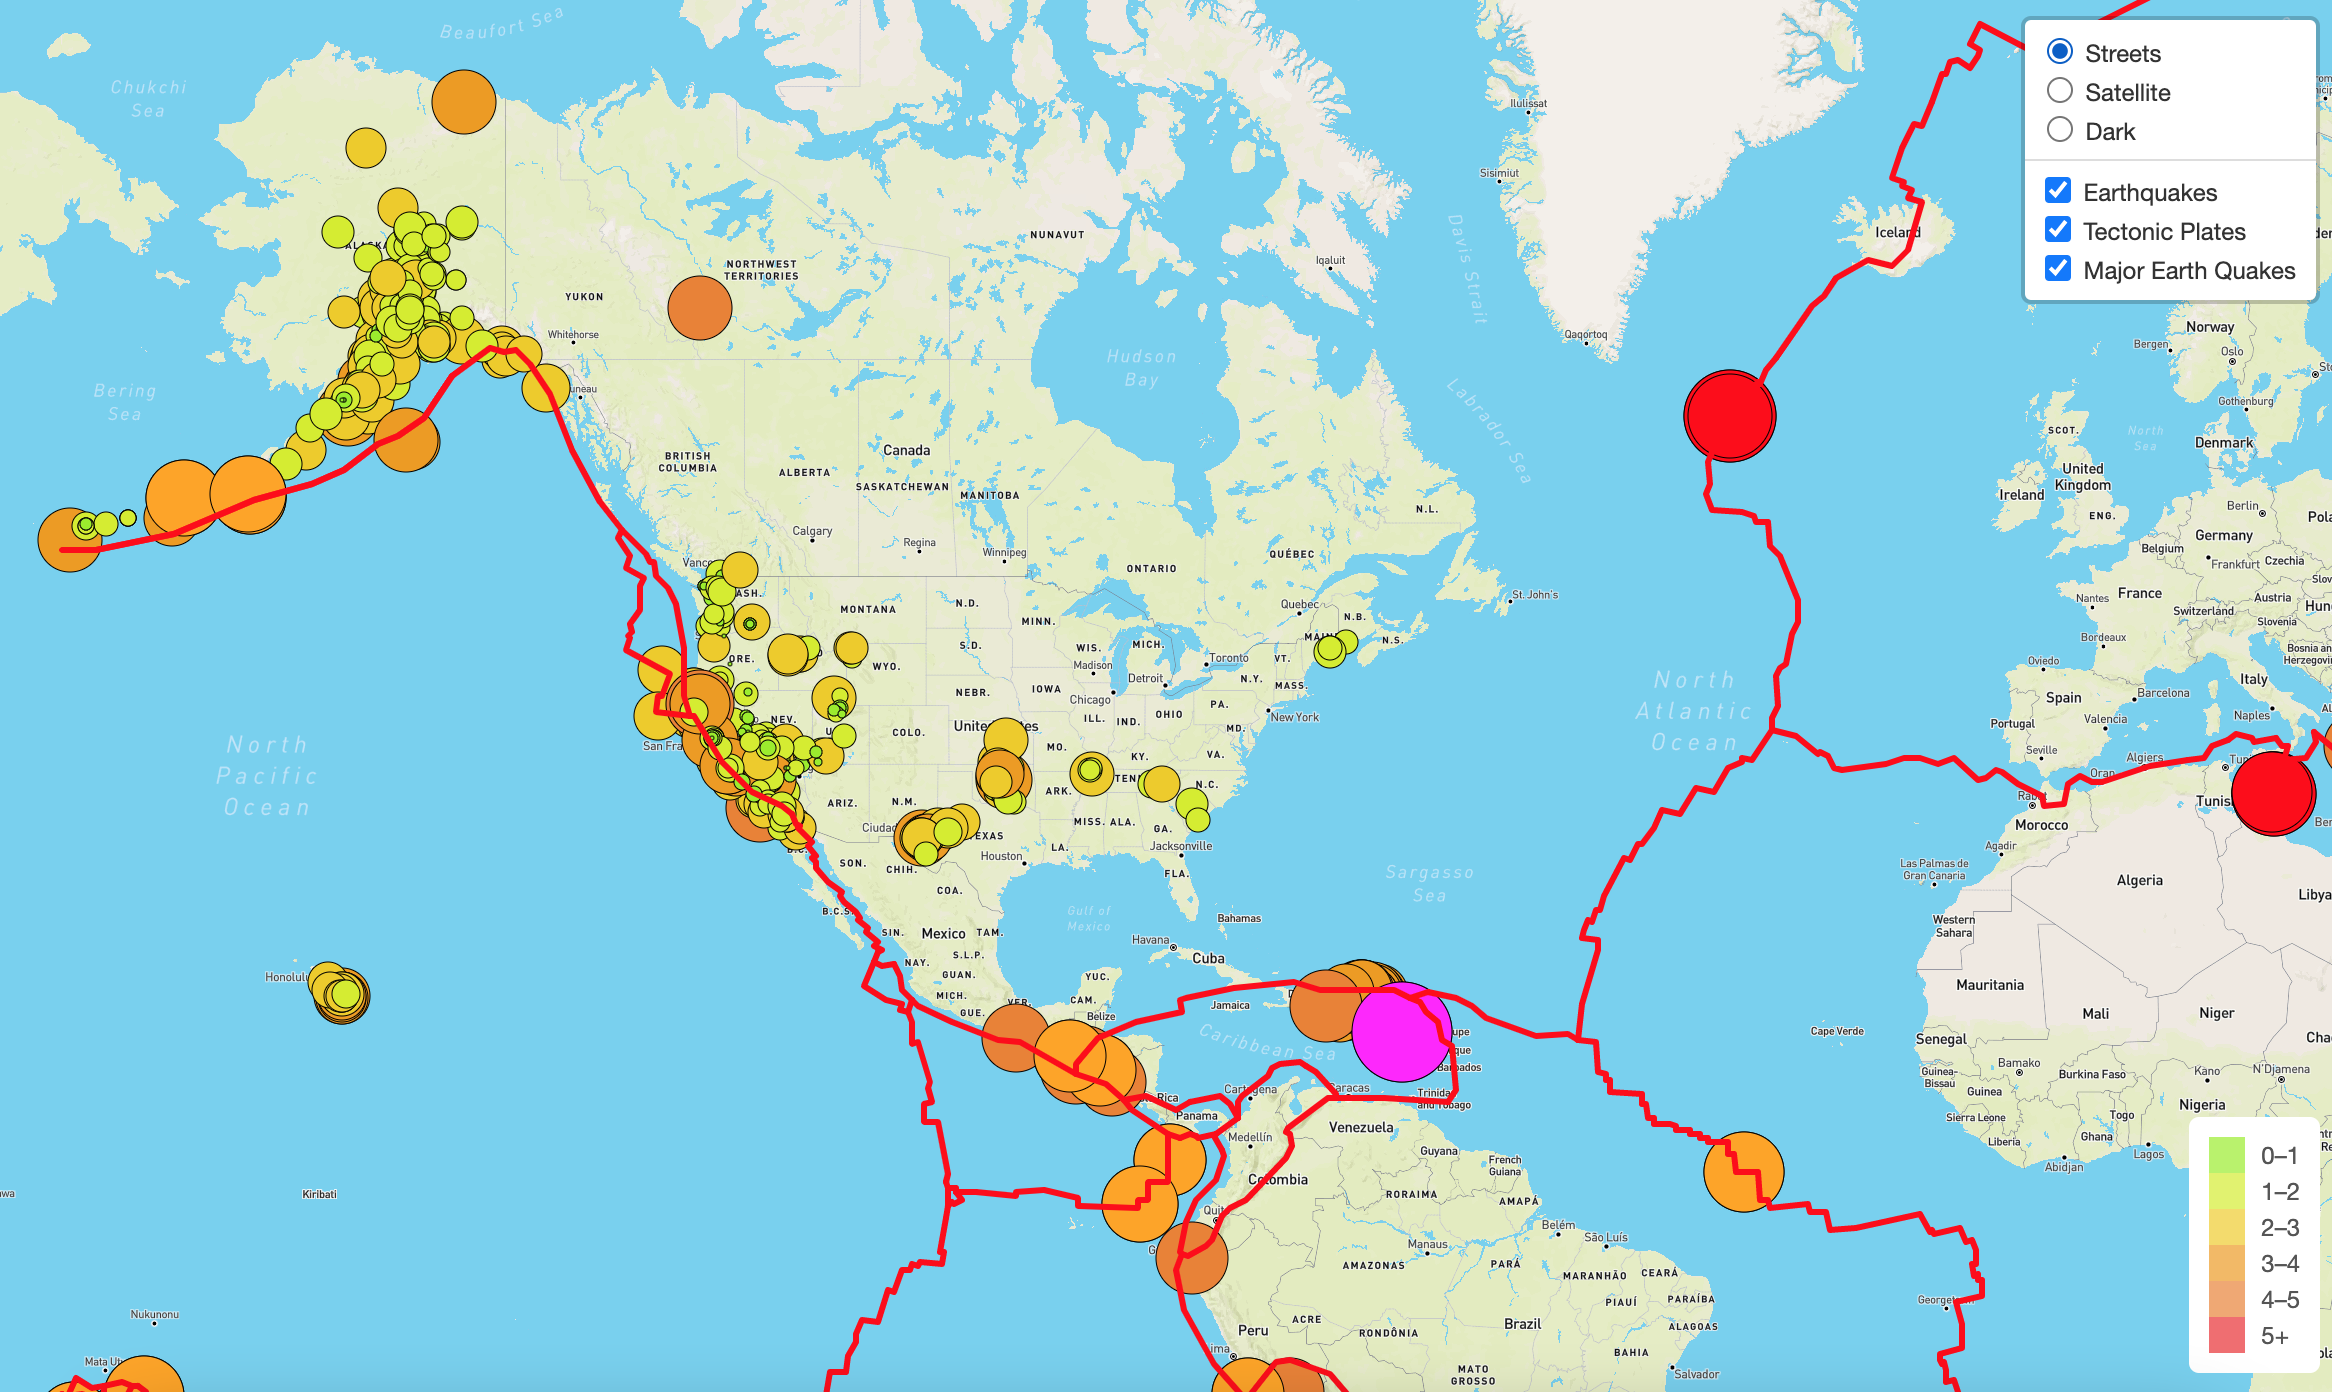 Beaufort Sea
Chukchi
Sea
Streets
Satellite
Dark
Earthquakes
Tectonic Plates
Major Earth Quakes
Ilulissat
Sisimiut
Davis Strait
NUNAVUT
Iqaluit
Iceland
NORTHWEST
TERRITORIES
YUKON
Whitehorse
Qaqortoq
Norway
Bergen
Oslo
Hudson
Bay
Labrador Sea
Bering
Sea
Gothenburg
SCOT.
North
Sea
Denmark
BRITISH
COLUMBIA
ALBERTA
Canada
SASKATCHEWAN
MANITOBA
N.L.
United
Kingdom
Ireland
ENG.
Berlin
Germany
Belgium
Frankfurt
Czechia
Calgary
Regina
Winnipeg
QUÉBEC
ONTARIO
St. John's
France
Nantes
Austria
Switzerland
Slovenia
Bordeaux
MONTANA
N.D.
MINN.
S.D.
Quebec
N.B.
N.S.
WIS.
MICH.
Madison
Toronto
VT.
ORE.
WYO.
Detroit
N.Y.
MASS.
IOWA
Chicago
NEBR.
Oviedo
Italy
Spain
Barcelona
Naples
Portugal
Valencia
Seville
North
Atlantic
Ocean
NEV.
COLO.
ILL.
IND.
OHIO
PA.
MD.
New York
MO.
KY.
VA.
North
Pacific
Ocean
Algiers
Oran
ARIZ.
N.M.
ARK.
N.C.
MISS.
ALA.
GA.
Morocco
LA.
Jacksonville
Houston
Agadir
SON.
CHIH.
COA.
FLA.
Sargasso
Sea
Las Palmas de
Gran Canaria
Algeria
Libya
Gulf of
Mexico
Bahamas
Western
Sahara
SIN.
Mexico
TAM.
Havana
Cuba
NAY.
S.L.P.
GUAN.
MICH.
YUC.
CAM.
GUE.
VER.
Belize
Jamaica
Mauritania
Mali
Niger
Cape Verde
Senegal
Caribbean Sea
Barbados
Bamako
Burkina Faso
Kano
N'Djamena
Guinea-
Bissau
Guinea
Caracas
Trinidad
and Tobago
Panama
Sierra Leone
Liberia
Togo
Ghana
Nigeria
Lagos
Abidjan
Medellín
Venezuela
Guyana
French
Guiana
Colombia
Kiribati
RORAIMA
AMAPÁ
Belém
São Luís
Manaus
AMAZONAS
PARÁ
MARANHÃO
CEARÁ
PARAÍBA
PIAUÍ
ALAGOAS
Nukunonu
Peru
ACRE
RONDÔNIA
Brazil
BAHIA
MATO
GROSSO
Salvador
0–1
1–2
2–3
3–4
4–5
5+